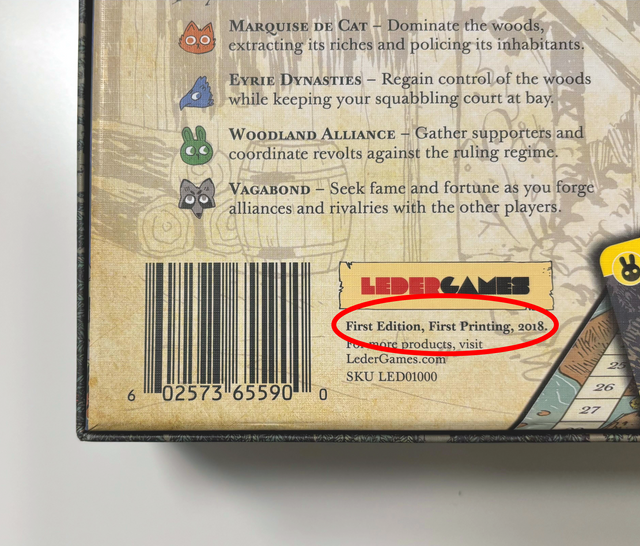 MARQUISE DE CAT – Dominate the woods,
extracting its riches and policing its inhabitants.
EYRIE DYNASTIES – Regain control of the woods
while keeping your squabbling court at bay.
WOODLAND ALLIANCE – Gather supporters and
coordinate revolts against the ruling regime.
VAGABOND – Seek fame and fortune as you forge
alliances and rivalries with the other players.
LEDERGAMES
First Edition, First Printing, 2018.
For more products, visit
LederGames.com
SKU LED01000
6 02573 65590 0
25
26
27